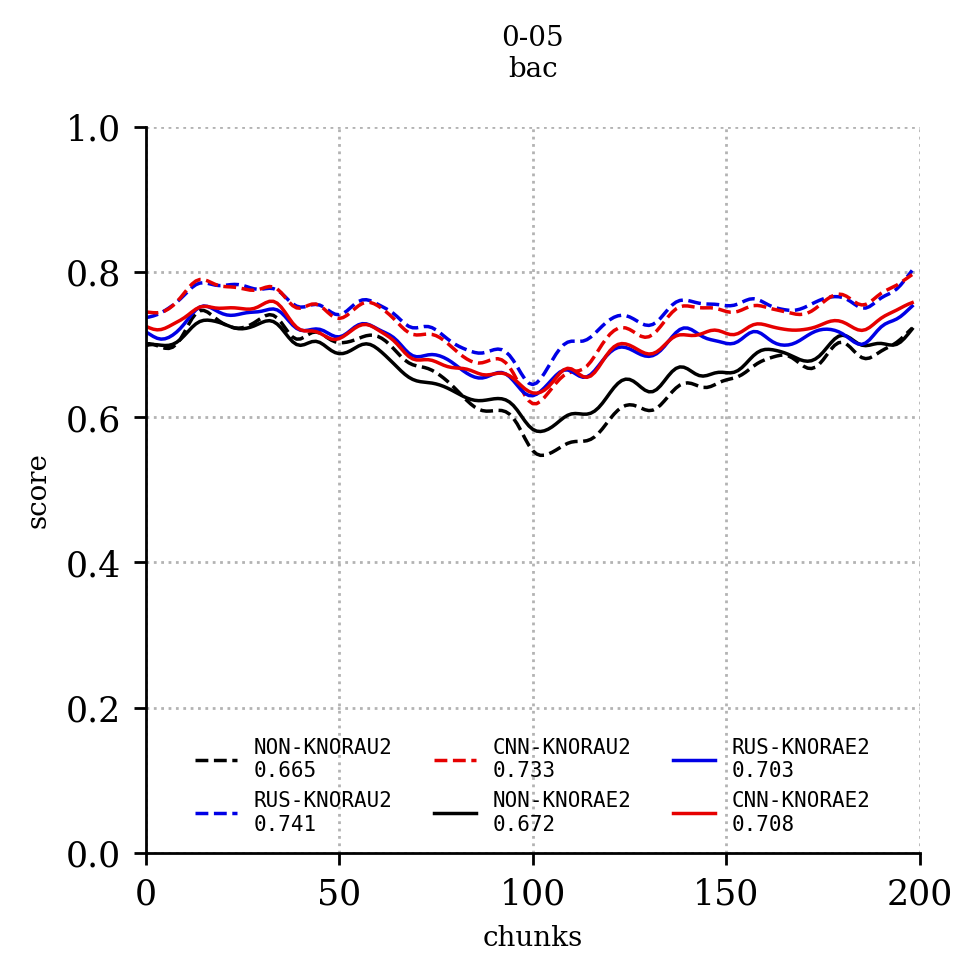 0-05
bac
1.0
0.8
0.6
0.4
0.2
0.0
score
NON-KNORAU2
0.665
RUS-KNORAU2
0.741
CNN-KNORAU2
0.733
NON-KNORAE2
0.672
RUS-KNORAE2
0.703
CNN-KNORAE2
0.708
0 50 100 150 200
chunks